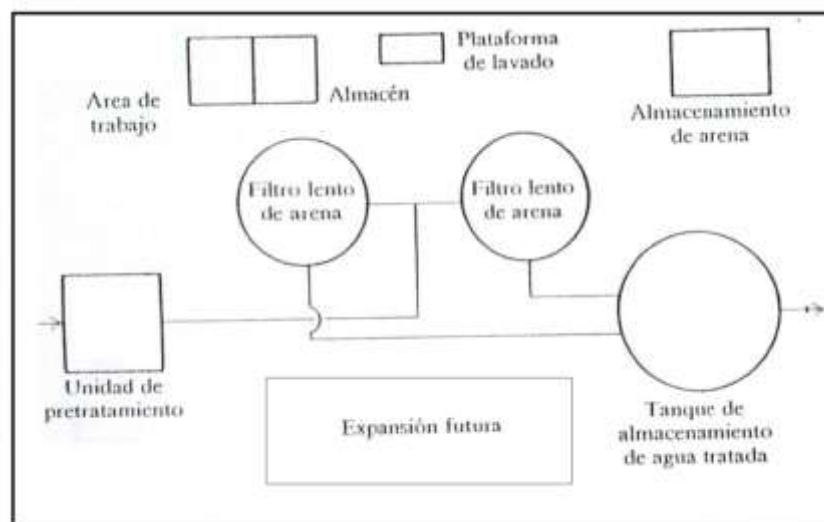 Plataforma
de lavado
Area de
trabajo
Almacén
Almacenamiento
de arena
Filtro lento
de arena
Filtro lento
de arena
Unidad de
pretratamiento
Expansión futura
Tanque de
almacenamiento
de agua tratada